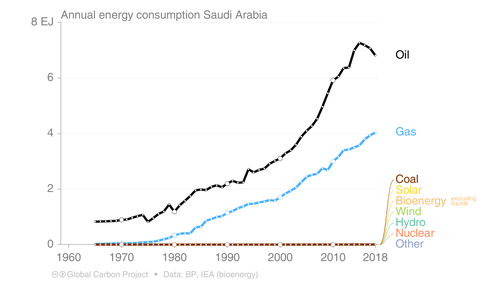 Annual energy consumption Saudi Arabia
8 EJ
6
4
2
0
1960
1970
1980
1990
2000
2010
2018
Oil
Gas
Coal
Solar
Bioenergy excluding liquids
Wind
Hydro
Nuclear
Other
Global Carbon Project • Data: BP, IEA (bioenergy)